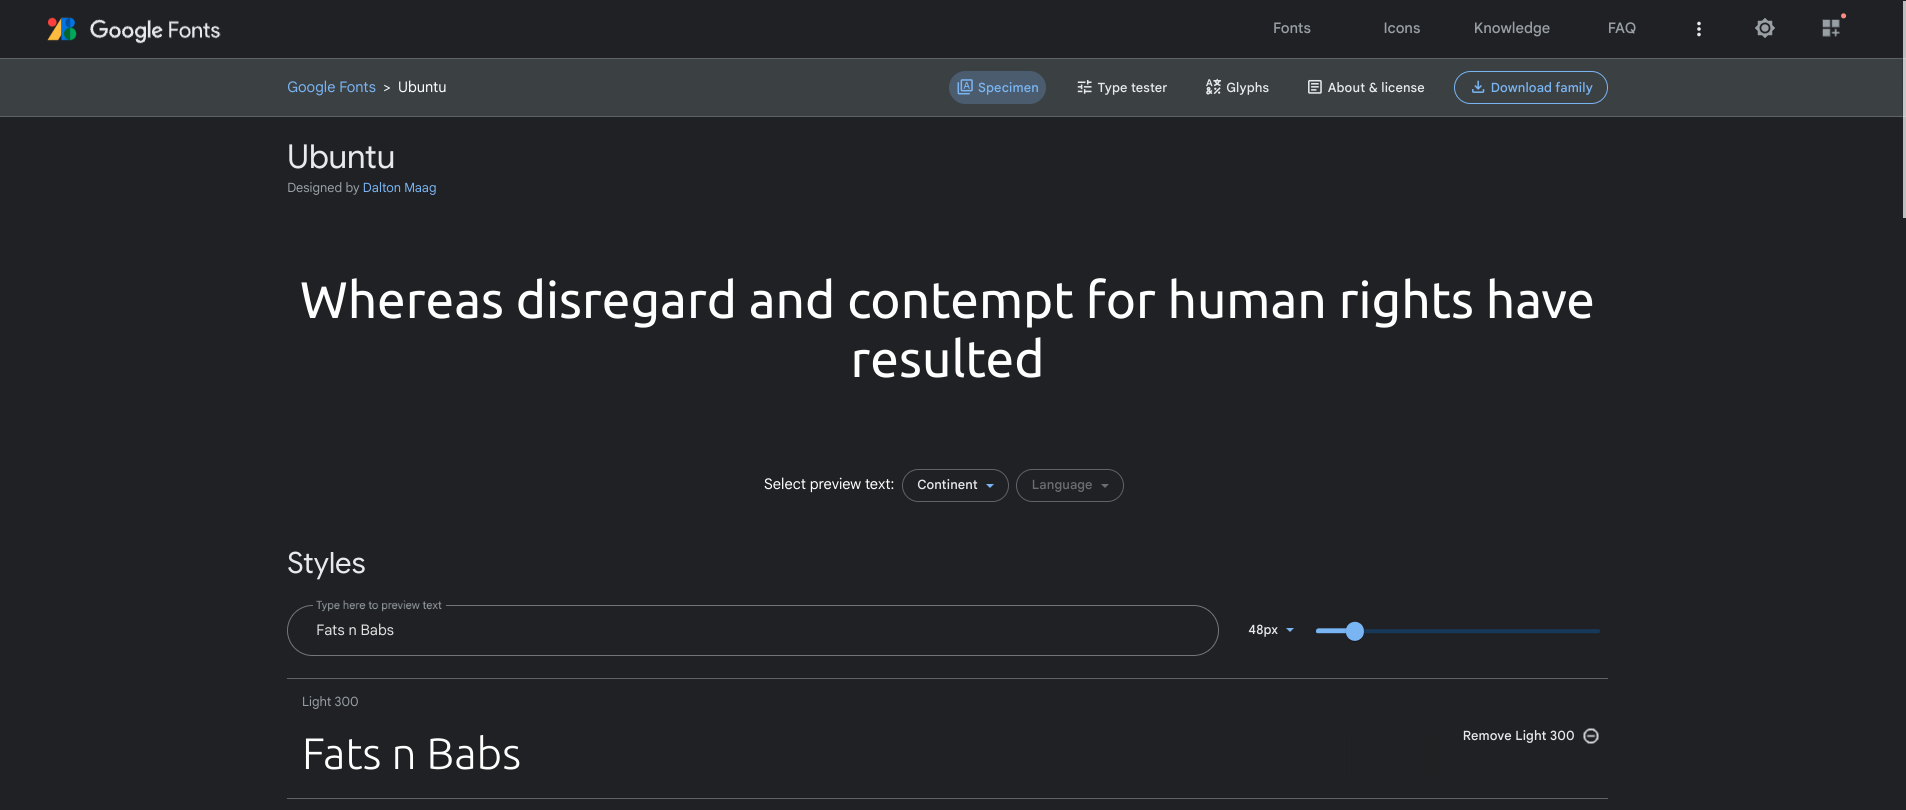 Google Fonts
Fonts
Icons
Knowledge
FAQ
Google Fonts > Ubuntu
Specimen
Type tester
Glyphs
About & license
Download family
Ubuntu
Designed by Dalton Maag
Whereas disregard and contempt for human rights have
resulted
Select preview text:
Continent
Language
Styles
Type here to preview text
Fats n Babs
48px
Light 300
Fats n Babs
Remove Light 300